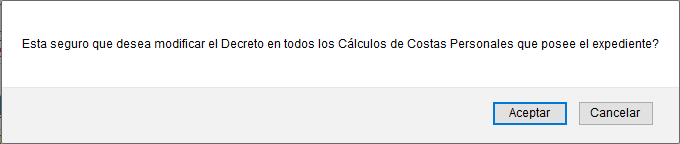 Esta seguro que desea modificar el Decreto en todos los Cálculos de Costas Personales que posee el expediente?
Aceptar
Cancelar